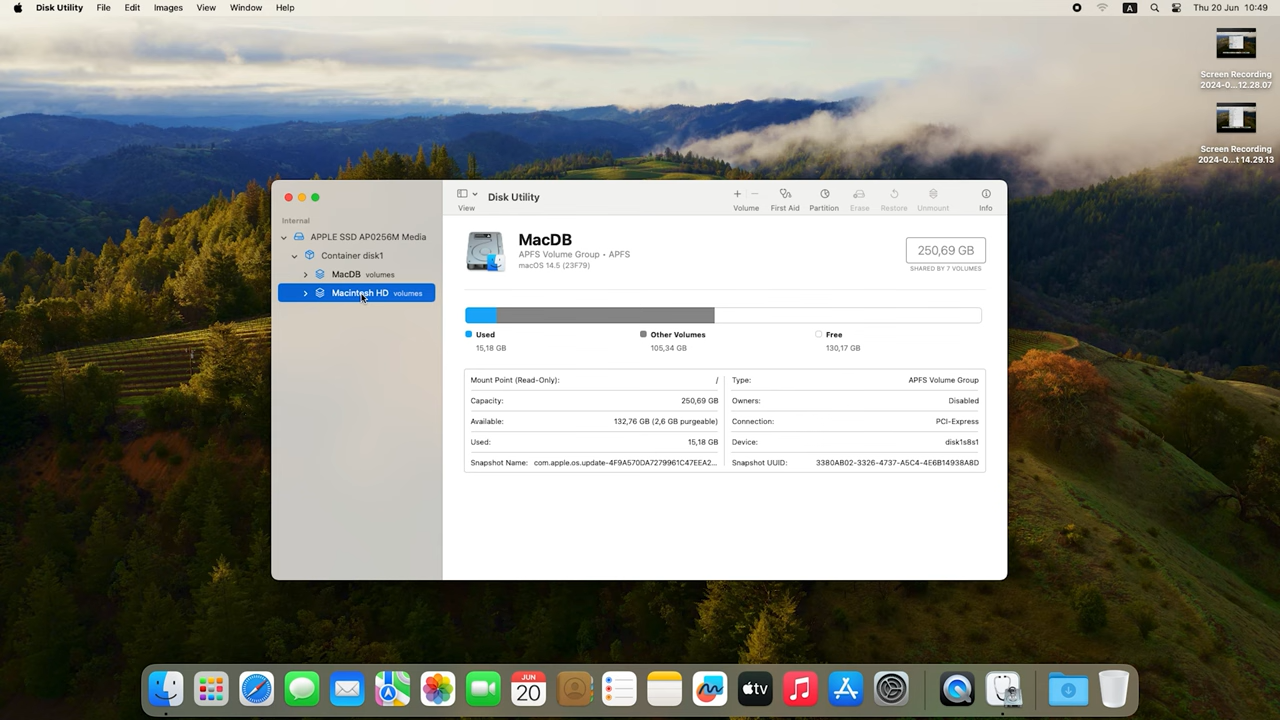 Disk Utility File Edit Images View Window Help A Thu 20 Jun 10:49
Screen Recording
2024-0...12.28.07
Screen Recording
2024-0...t 14.29.13
Disk Utility
View Volume First Aid Partition Erase Restore Unmount Info
Internal
APPLE SSD AP0256M Media
Container disk1
MacDB volumes
Macintosh HD volumes
MacDB
APFS Volume Group • APFS
macOS 14.5 (23F79)
250,69 GB
SHARED BY 7 VOLUMES
Used
15,18 GB
Other Volumes
105,34 GB
Free
130,17 GB
Mount Point (Read-Only): /
Capacity: 250,69 GB
Available: 132,76 GB (2,6 GB purgeable)
Used: 15,18 GB
Snapshot Name: com.apple.os.update-4F9A570DA7279961C47EEA2...
Type: APFS Volume Group
Owners: Disabled
Connection: PCI-Express
Device: disk1s8s1
Snapshot UUID: 3380AB02-3326-4737-A5C4-4E6B14938A8D
JUN
20
tv